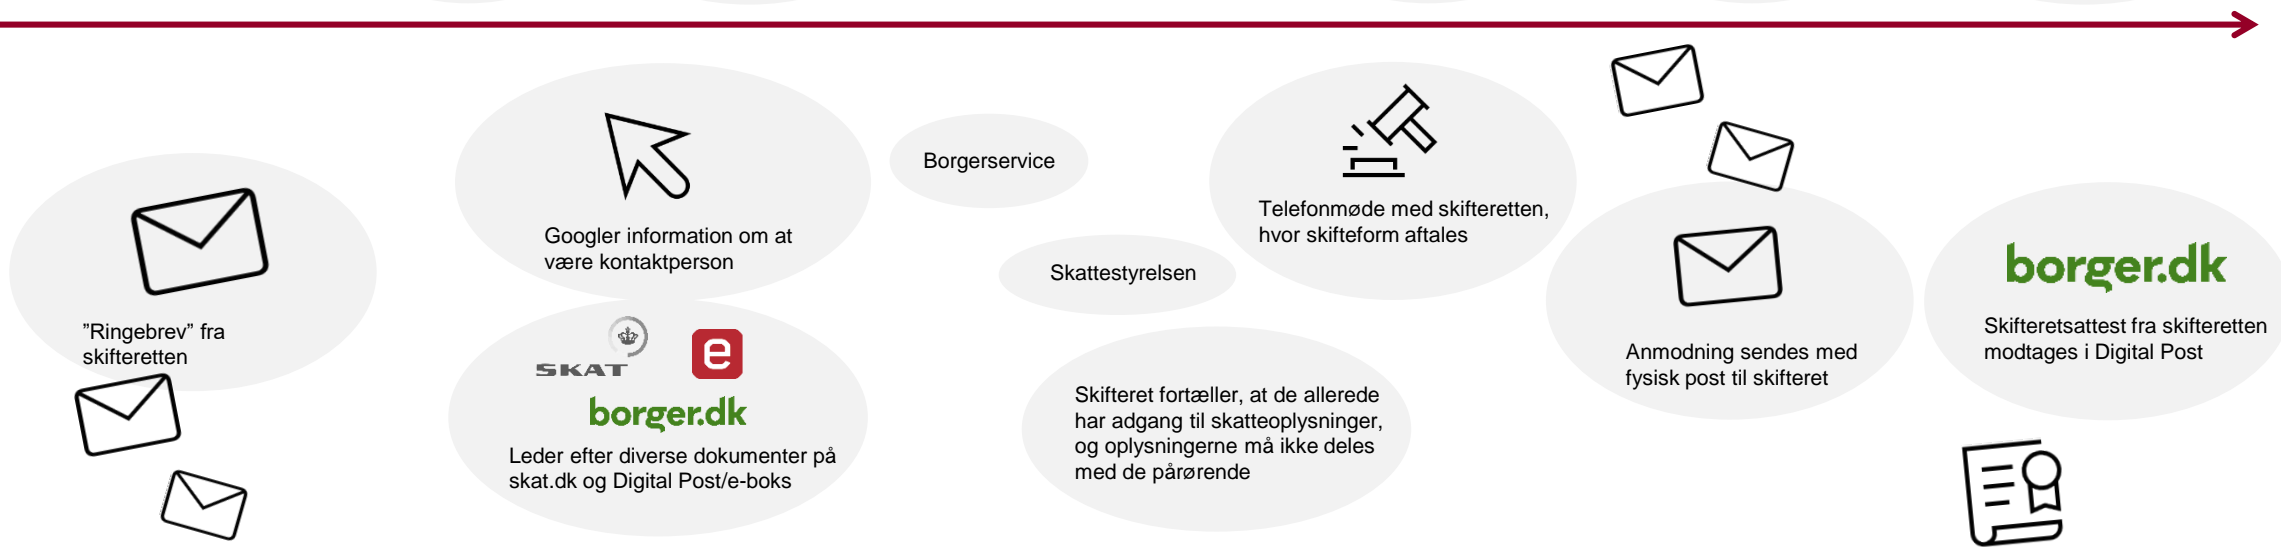 "Ringebrev" fra
skifteretten
Googler information om at
være kontaktperson
SKAT
e
borger.dk
Leder efter diverse dokumenter på
skat.dk og Digital Post/e-boks
Borgerservice
Skattestyrelsen
Skifteret fortæller, at de allerede
har adgang til skatteoplysninger,
og oplysningerne må ikke deles
med de pårørende
Telefonmøde med skifteretten,
hvor skifteform aftales
Anmodning sendes med
fysisk post til skifteret
borger.dk
Skifteretsattest fra skifteretten
modtages i Digital Post